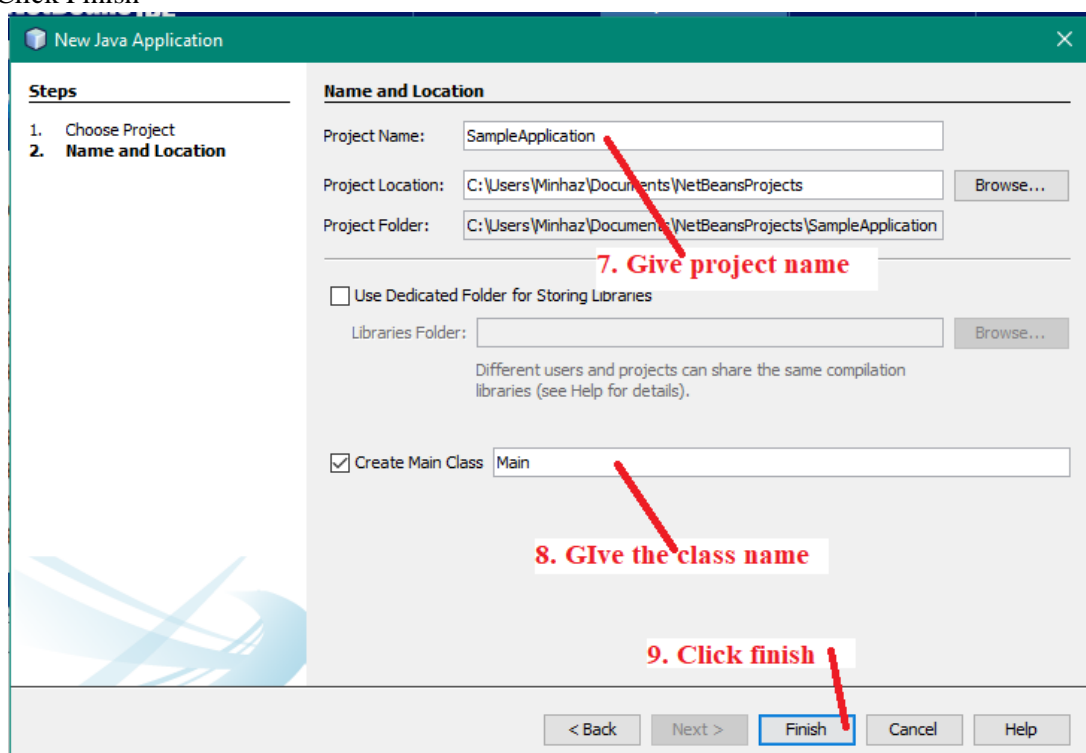 Click Finish
New Java Application
Steps
1. Choose Project
2. Name and Location
Name and Location
Project Name: SampleApplication
Project Location: C:\Users\Minhaz\Documents\NetBeansProjects Browse...
Project Folder: C:\Users\Minhaz\Documents\NetBeansProjects\SampleApplication
7. Give project name
Use Dedicated Folder for Storing Libraries
Libraries Folder: Browse...
Different users and projects can share the same compilation
libraries (see Help for details).
Create Main Class Main
8. GIve the class name
9. Click finish
< Back Next > Finish Cancel Help